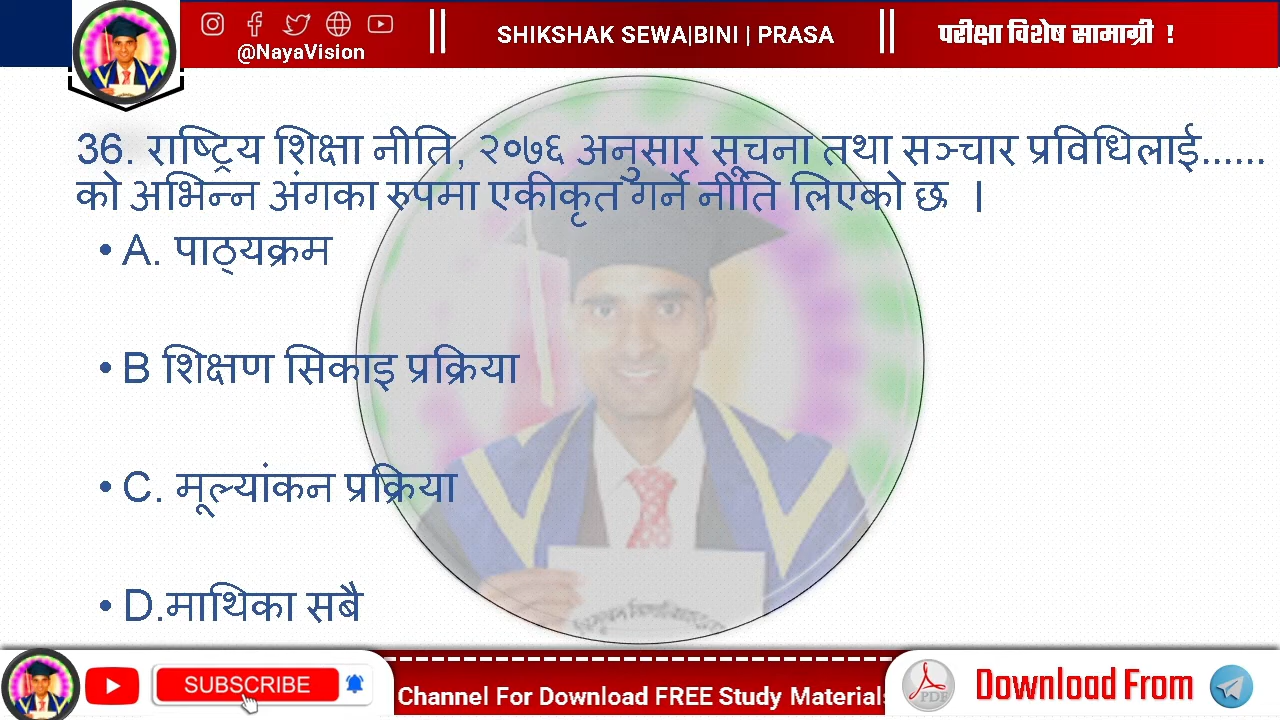 @NayaVision
SHIKSHAK SEWA|BINI | PRASA
परीक्षा विशेष सामाग्री !
36. राष्ट्रिय शिक्षा नीति, २०७६ अनुसार सूचना तथा सञ्चार प्रविधिलाई......
को अभिन्न अंगका रुपमा एकीकृत गर्ने नीति लिएको छ ।
• A. पाठ्यक्रम
• B शिक्षण सिकाइ प्रक्रिया
• C. मूल्यांकन प्रक्रिया
• D.माथिका सबै
SUBSCRIBE
Channel For Download FREE Study Materials
PDF
Download From